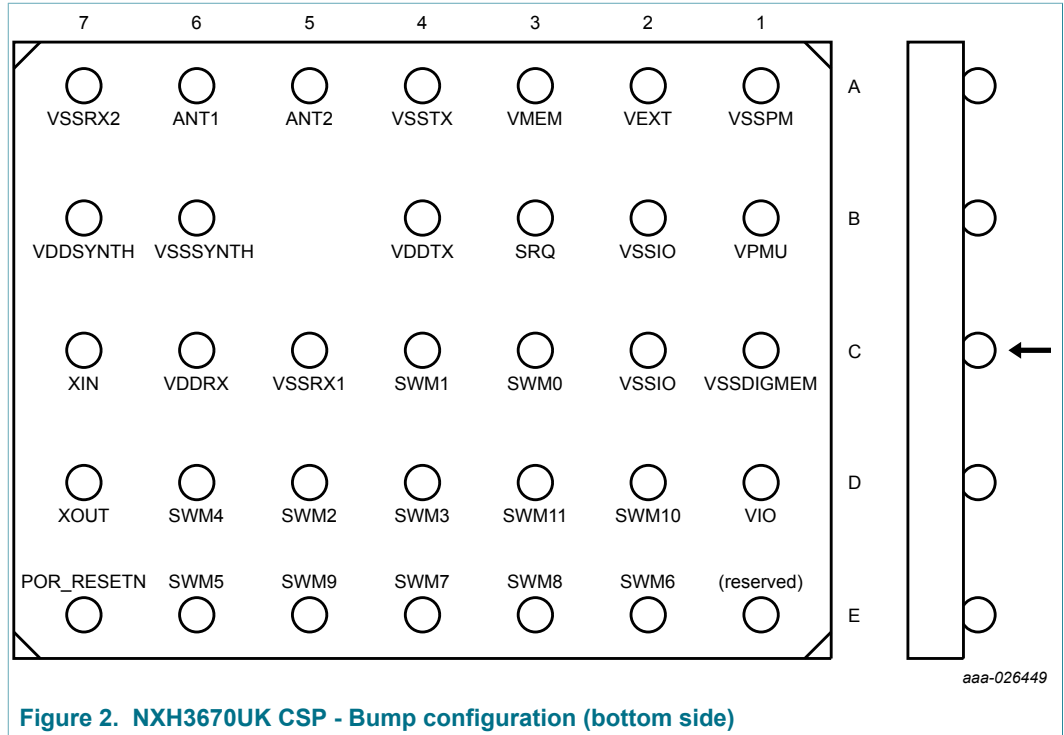 7 6 5 4 3 2 1
A
VSSRX2 ANT1 ANT2 VSSTX VMEM VEXT VSSPM
B
VDDSYNTH VSSSYNTH VDDTX SRQ VSSIO VPMU
C
XIN VDDRX VSSRX1 SWM1 SWM0 VSSIO VSSDIGMEM
D
XOUT SWM4 SWM2 SWM3 SWM11 SWM10 VIO
POR_RESETN SWM5 SWM9 SWM7 SWM8 SWM6 (reserved)
E
aaa-026449
Figure 2. NXH3670UK CSP - Bump configuration (bottom side)